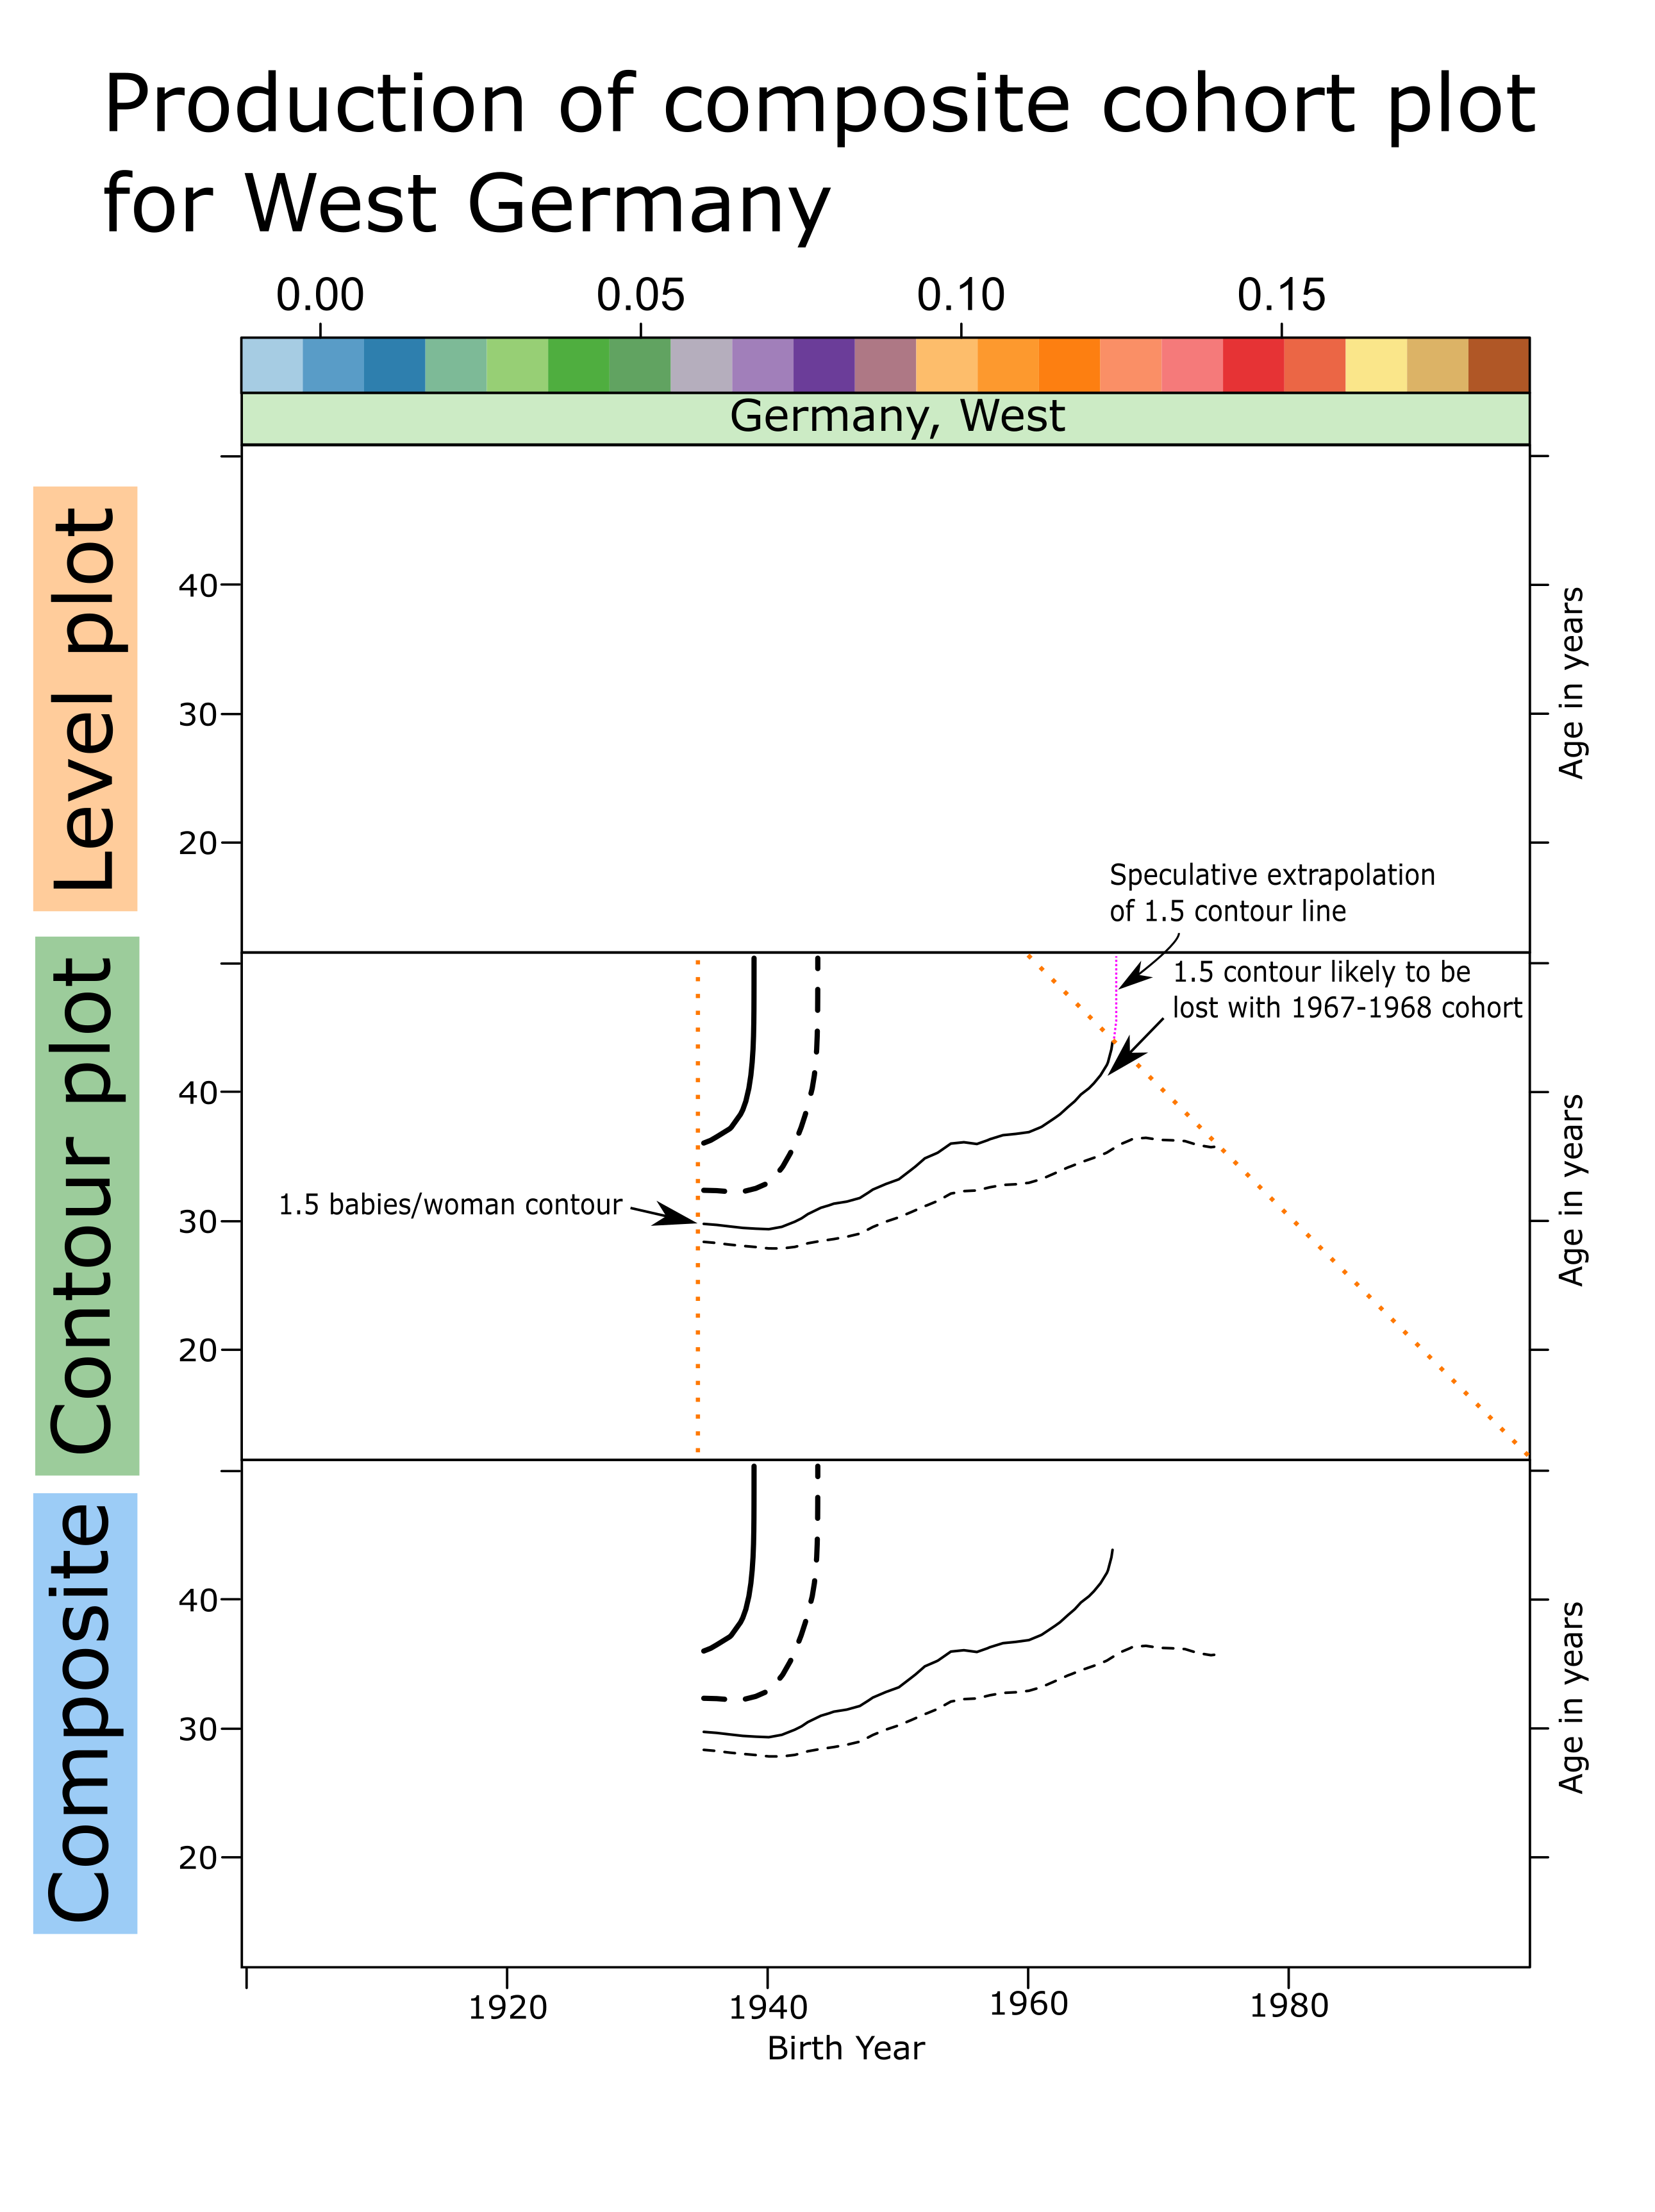 Production of composite cohort plot
for West Germany
0.00 0.05 0.10 0.15
Germany, West
Level plot
40
30
20
Age in years
Speculative extrapolation
of 1.5 contour line
Contour plot
1.5 contour likely to be
lost with 1967-1968 cohort
40
30
20
1.5 babies/woman contour
Age in years
Composite
40
30
20
Age in years
1920 1940 1960 1980
Birth Year